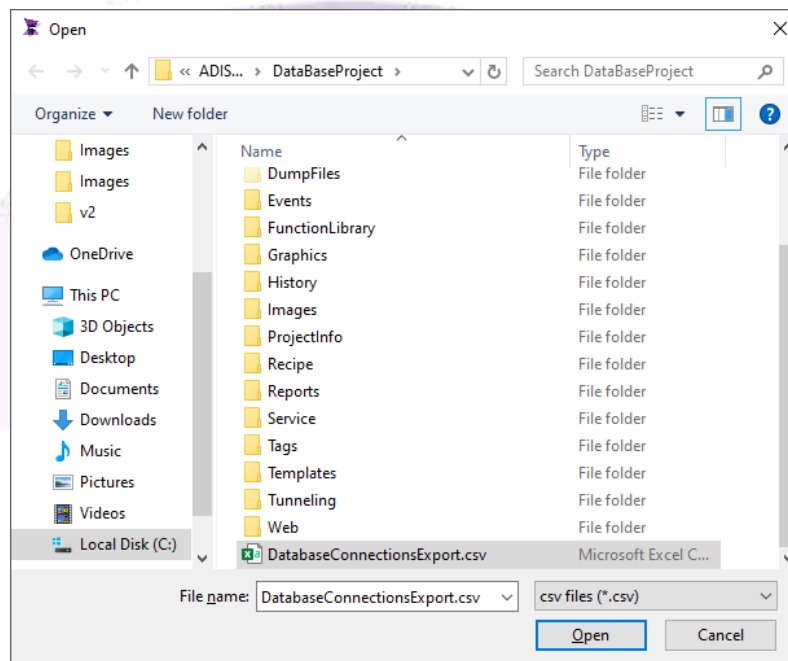 Open
« ADIS... › DataBaseProject ›
Search DataBaseProject
Organize
New folder
Images
Images
v2
OneDrive
This PC
3D Objects
Desktop
Documents
Downloads
Music
Pictures
Videos
Local Disk (C:)
Name Type
DumpFiles File folder
Events File folder
FunctionLibrary File folder
Graphics File folder
History File folder
Images File folder
ProjectInfo File folder
Recipe File folder
Reports File folder
Service File folder
Tags File folder
Templates File folder
Tunneling File folder
Web File folder
DatabaseConnectionsExport.csv Microsoft Excel C...
File name: DatabaseConnectionsExport.csv
csv files (*.csv)
Open
Cancel